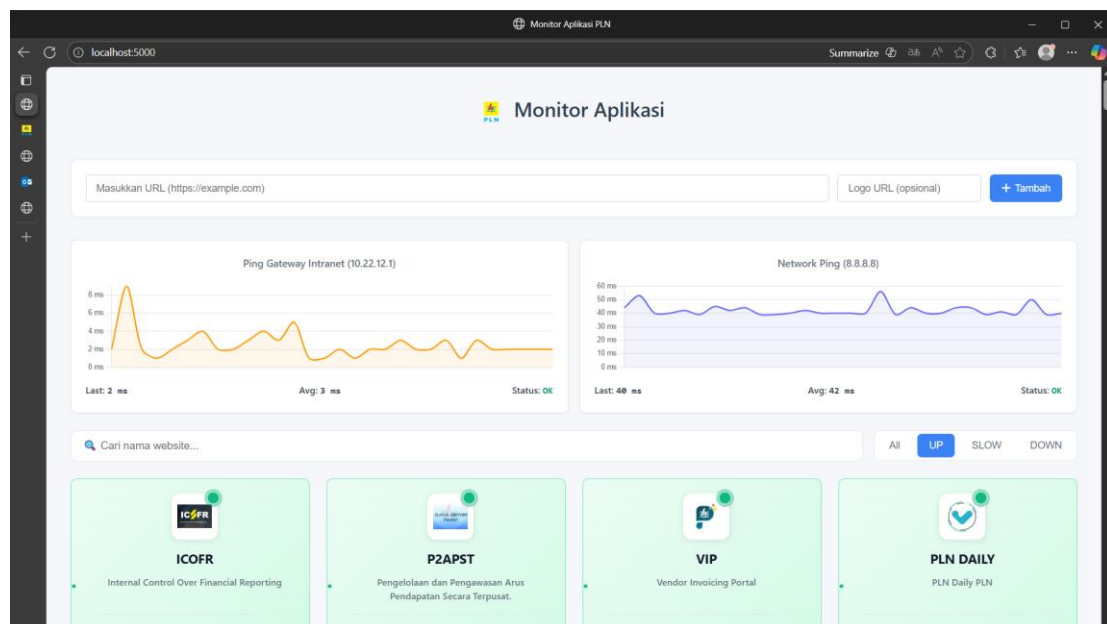 Monitor Aplikasi PLN
localhost:5000
Summarize
PLN
Monitor Aplikasi
Masukkan URL (https://example.com)
Logo URL (opsional)
+ Tambah
Ping Gateway Intranet (10.22.12.1)
8 ms
6 ms
4 ms
2 ms
0 ms
Last: 2 ms
Avg: 3 ms
Status: OK
Network Ping (8.8.8.8)
60 ms
50 ms
40 ms
30 ms
20 ms
10 ms
0 ms
Last: 40 ms
Avg: 42 ms
Status: OK
Cari nama website...
All
UP
SLOW
DOWN
ICOFR
ICOFR
Internal Control Over Financial Reporting
P2APST
Pengelolaan dan Pengawasan Arus
Pendapatan Secara Terpusat.
VIP
Vendor Invoicing Portal
PLN DAILY
PLN Daily PLN